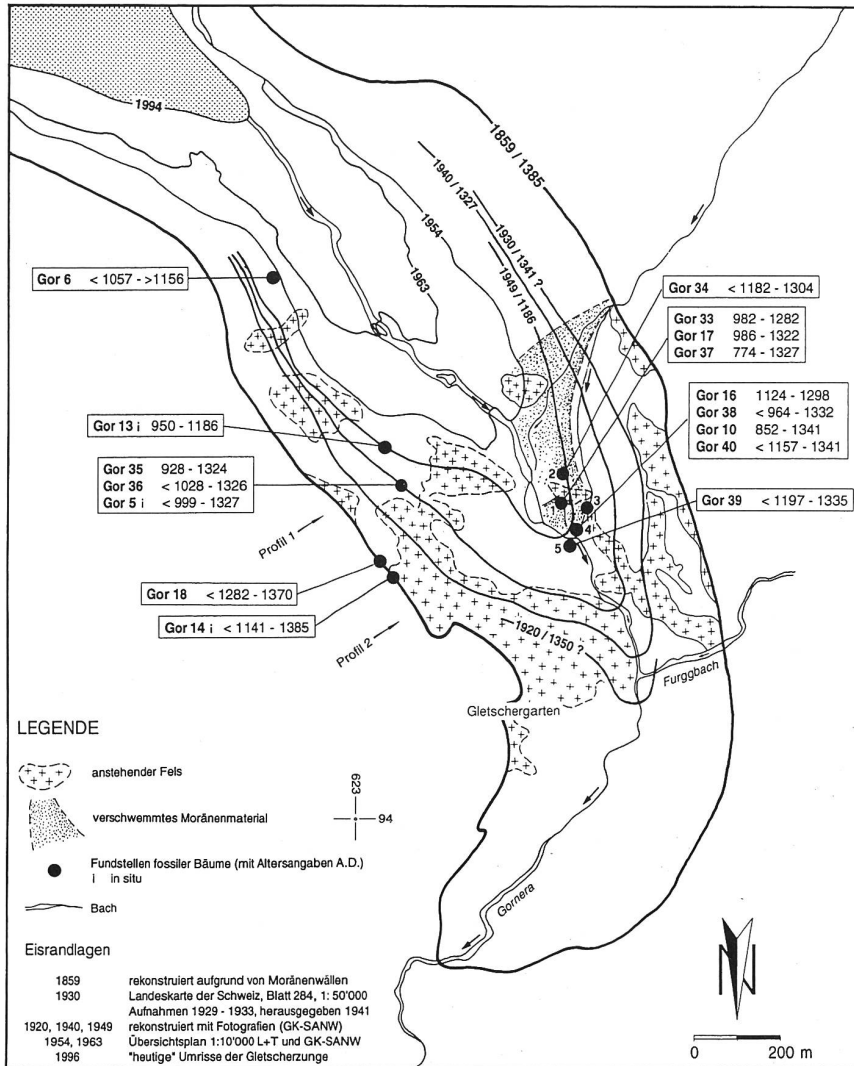 1994
1859 / 1385
1940 / 1327
1954
1930 / 1341 ?
1949 / 1186
1963
Gor 6 < 1057 - >1156
Gor 34 < 1182 - 1304
Gor 33 982 - 1282
Gor 17 986 - 1322
Gor 37 774 - 1327
Gor 16 1124 - 1298
Gor 38 < 964 - 1332
Gor 10 852 - 1341
Gor 40 < 1157 - 1341
Gor 13 i 950 - 1186
Gor 35 928 - 1324
Gor 36 < 1028 - 1326
Gor 5 i < 999 - 1327
2
3
4
5
Gor 39 < 1197 - 1335
Profil 1
Gor 18 < 1282 - 1370
Gor 14 i < 1141 - 1385
Profil 2
1920 / 1350 ?
Furggbach
Gletschergarten
Gornera
LEGENDE
anstehender Fels
verschwemmtes Moränenmaterial
623
94
Fundstellen fossiler Bäume (mit Altersangaben A.D.)
i in situ
Bach
Eisrandlagen
1859 rekonstruiert aufgrund von Moränenwällen
1930 Landeskarte der Schweiz, Blatt 284, 1: 50'000
Aufnahmen 1929 - 1933, herausgegeben 1941
1920, 1940, 1949 rekonstruiert mit Fotografien (GK-SANW)
1954, 1963 Übersichtsplan 1:10'000 L+T und GK-SANW
1996 "heutige" Umrisse der Gletscherzunge
N
0 200 m